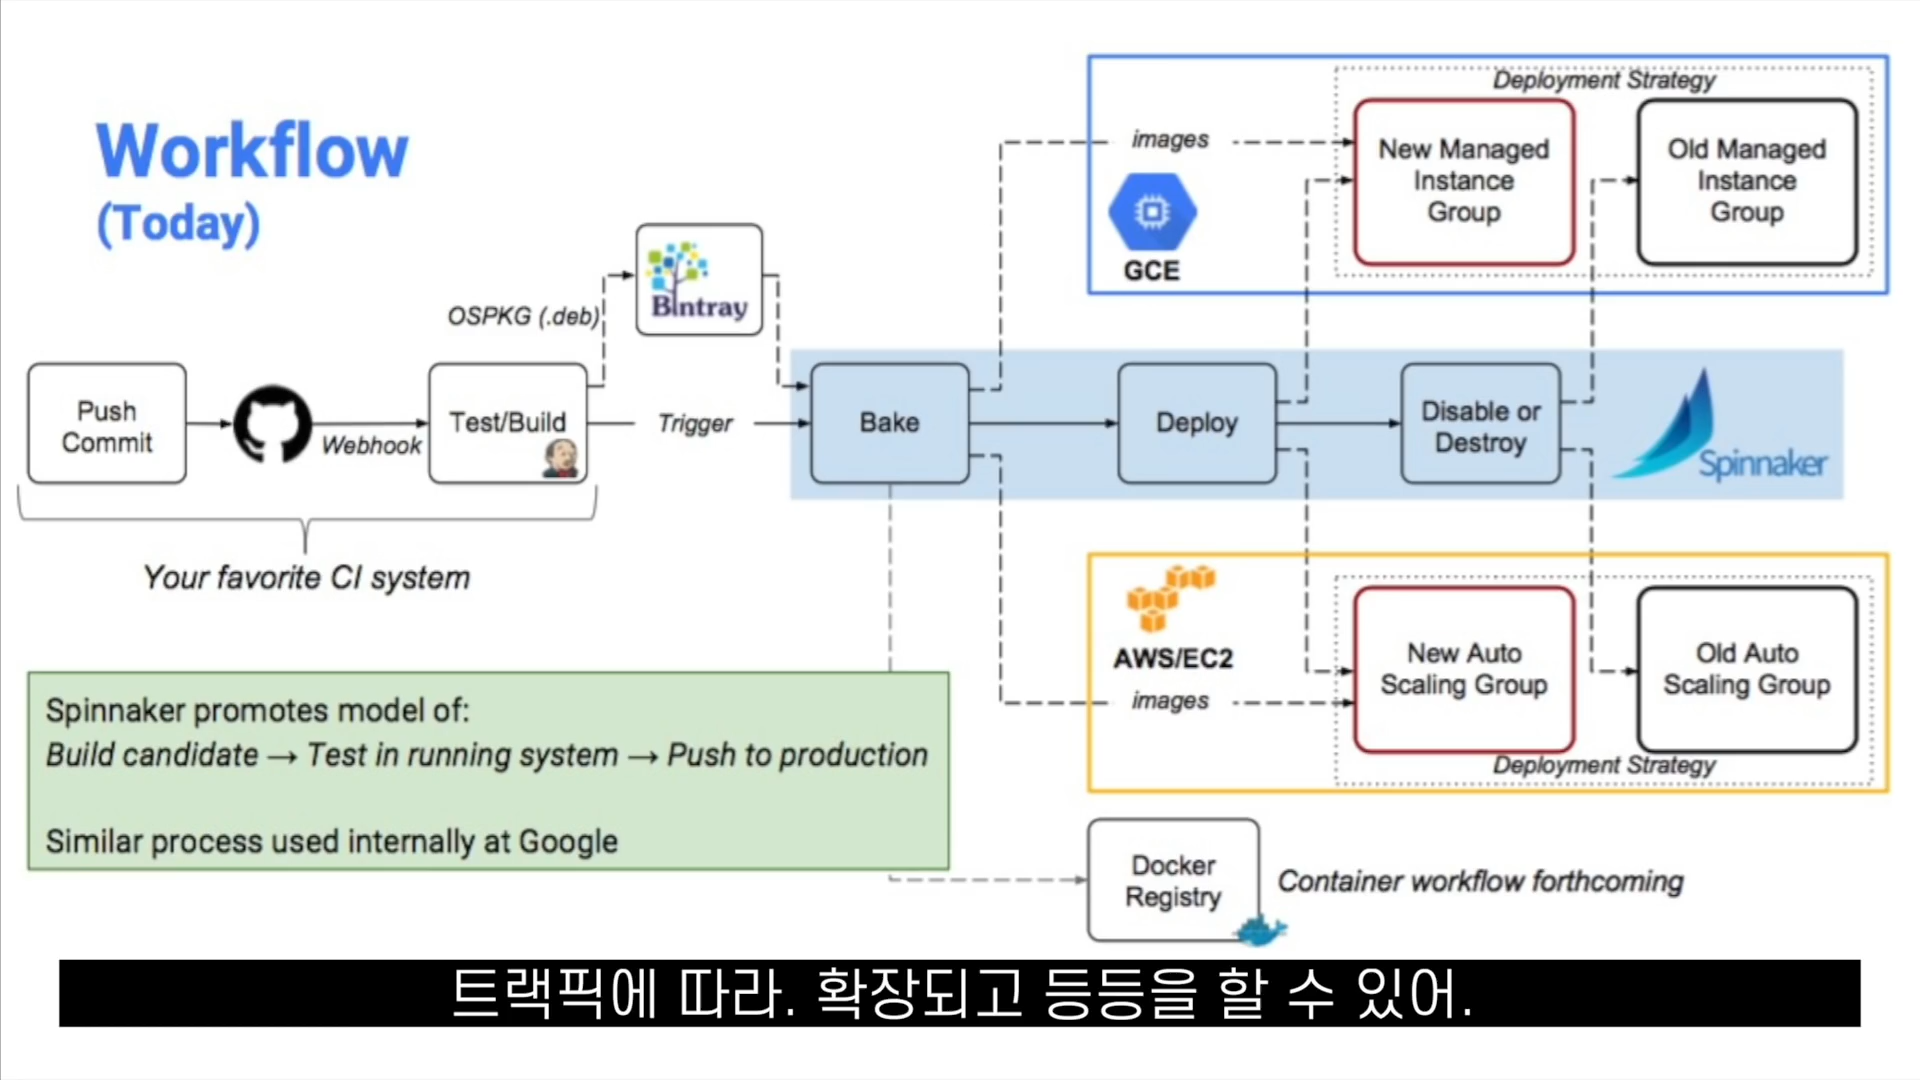 Workflow
(Today)
Deployment Strategy
images
New Managed
Instance
Group
Old Managed
Instance
Group
GCE
Bintray
OSPKG (.deb)
Push
Commit
Webhook
Test/Build
Trigger
Bake
Deploy
Disable or
Destroy
Spinnaker
Your favorite CI system
AWS/EC2
images
New Auto
Scaling Group
Old Auto
Scaling Group
Deployment Strategy
Spinnaker promotes model of:
Build candidate → Test in running system → Push to production
Similar process used internally at Google
Docker
Registry
Container workflow forthcoming
트랙픽에 따라. 확장되고 등등을 할 수 있어.